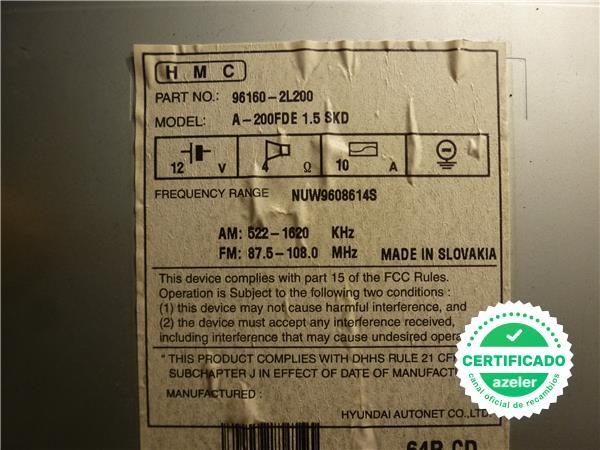 HMC
PART NO.: 96160-2L200
MODEL: A-200FDE 1.5 SKD
12 V 4 Ω 10 A
FREQUENCY RANGE NUW9608614S
AM: 522-1620 KHz
FM: 87.5-108.0 MHz MADE IN SLOVAKIA
This device complies with part 15 of the FCC Rules.
Operation is Subject to the following two conditions :
(1) this device may not cause harmful interference, and
(2) the device must accept any interference received,
including interference that may cause undesired
* THIS PRODUCT COMPLIES WITH DHHS RULE 21
SUBCHAPTER J IN EFFECT OF DATE OF
MANUFACTURED :
HYUNDAI AUTONET CO.,LTD.
64R CD
CERTIFICADO
azeler
canal oficial de recambios